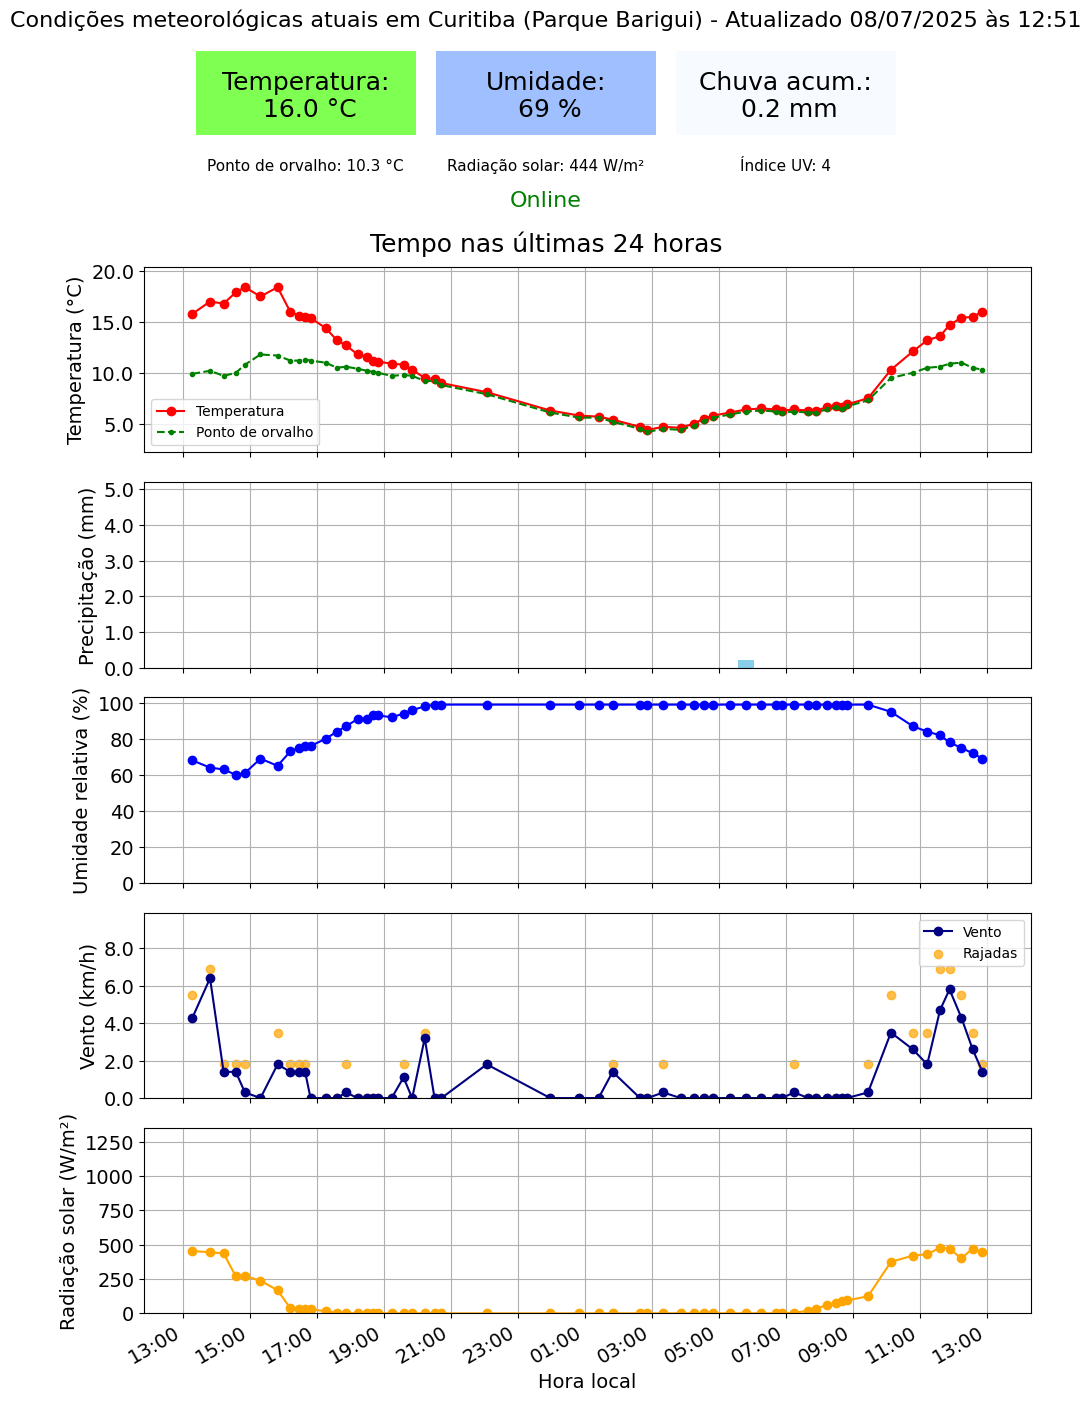 Condições meteorológicas atuais em Curitiba (Parque Barigui) - Atualizado 08/07/2025 às 12:51
Temperatura:
16.0 °C
Umidade:
69 %
Chuva acum.:
0.2 mm
Ponto de orvalho: 10.3 °C
Radiação solar: 444 W/m²
Índice UV: 4
Online
Tempo nas últimas 24 horas
Temperatura (°C)
20.0
15.0
10.0
5.0
Temperatura
Ponto de orvalho
Precipitação (mm)
5.0
4.0
3.0
2.0
1.0
0.0
Umidade relativa (%)
100
80
60
40
20
0
Vento (km/h)
8.0
6.0
4.0
2.0
0.0
Vento
Rajadas
Radiação solar (W/m²)
1250
1000
750
500
250
0
13:00
15:00
17:00
19:00
21:00
23:00
01:00
03:00
05:00
07:00
09:00
11:00
13:00
Hora local